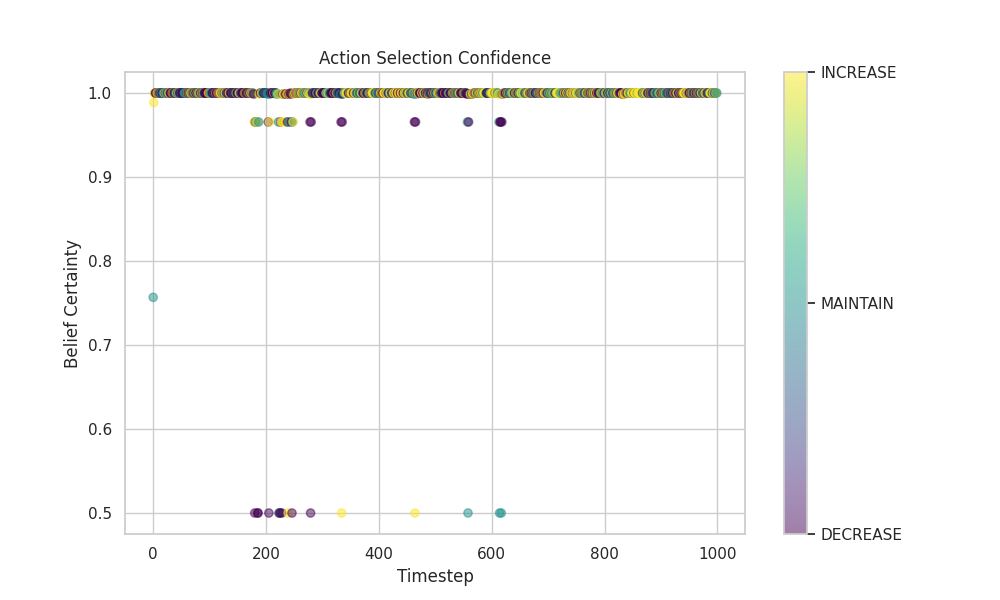 Action Selection Confidence
1.0
0.9
0.8
0.7
0.6
0.5
Belief Certainty
0
200
400
600
800
1000
Timestep
INCREASE
MAINTAIN
DECREASE